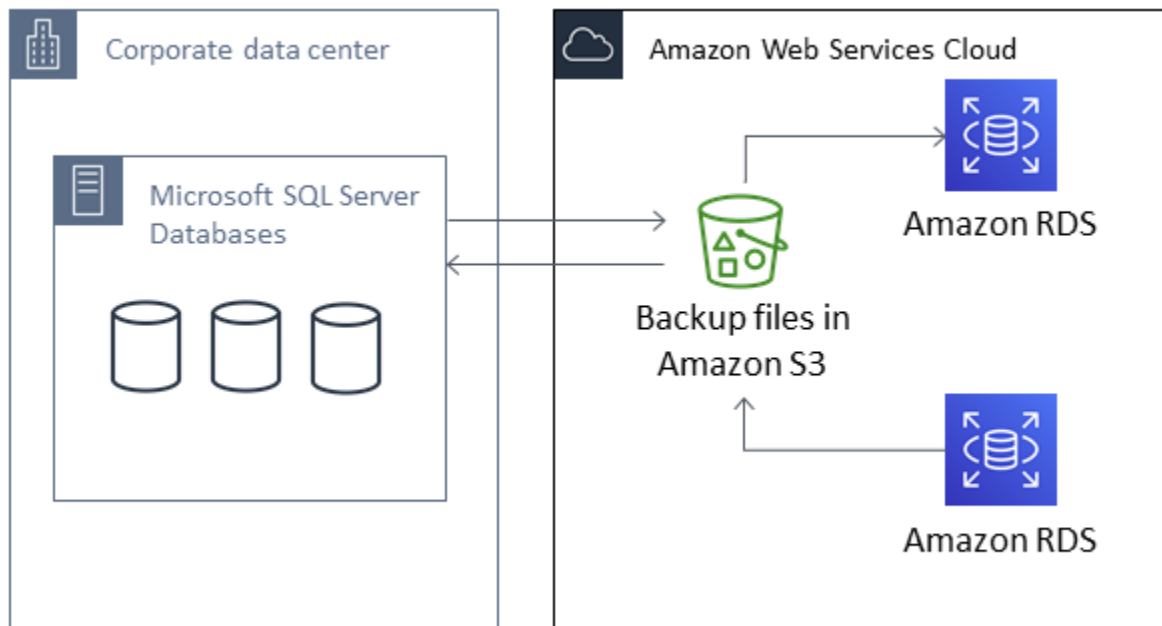 Corporate data center
Microsoft SQL Server
Databases
Amazon Web Services Cloud
Amazon RDS
Backup files in
Amazon S3
Amazon RDS